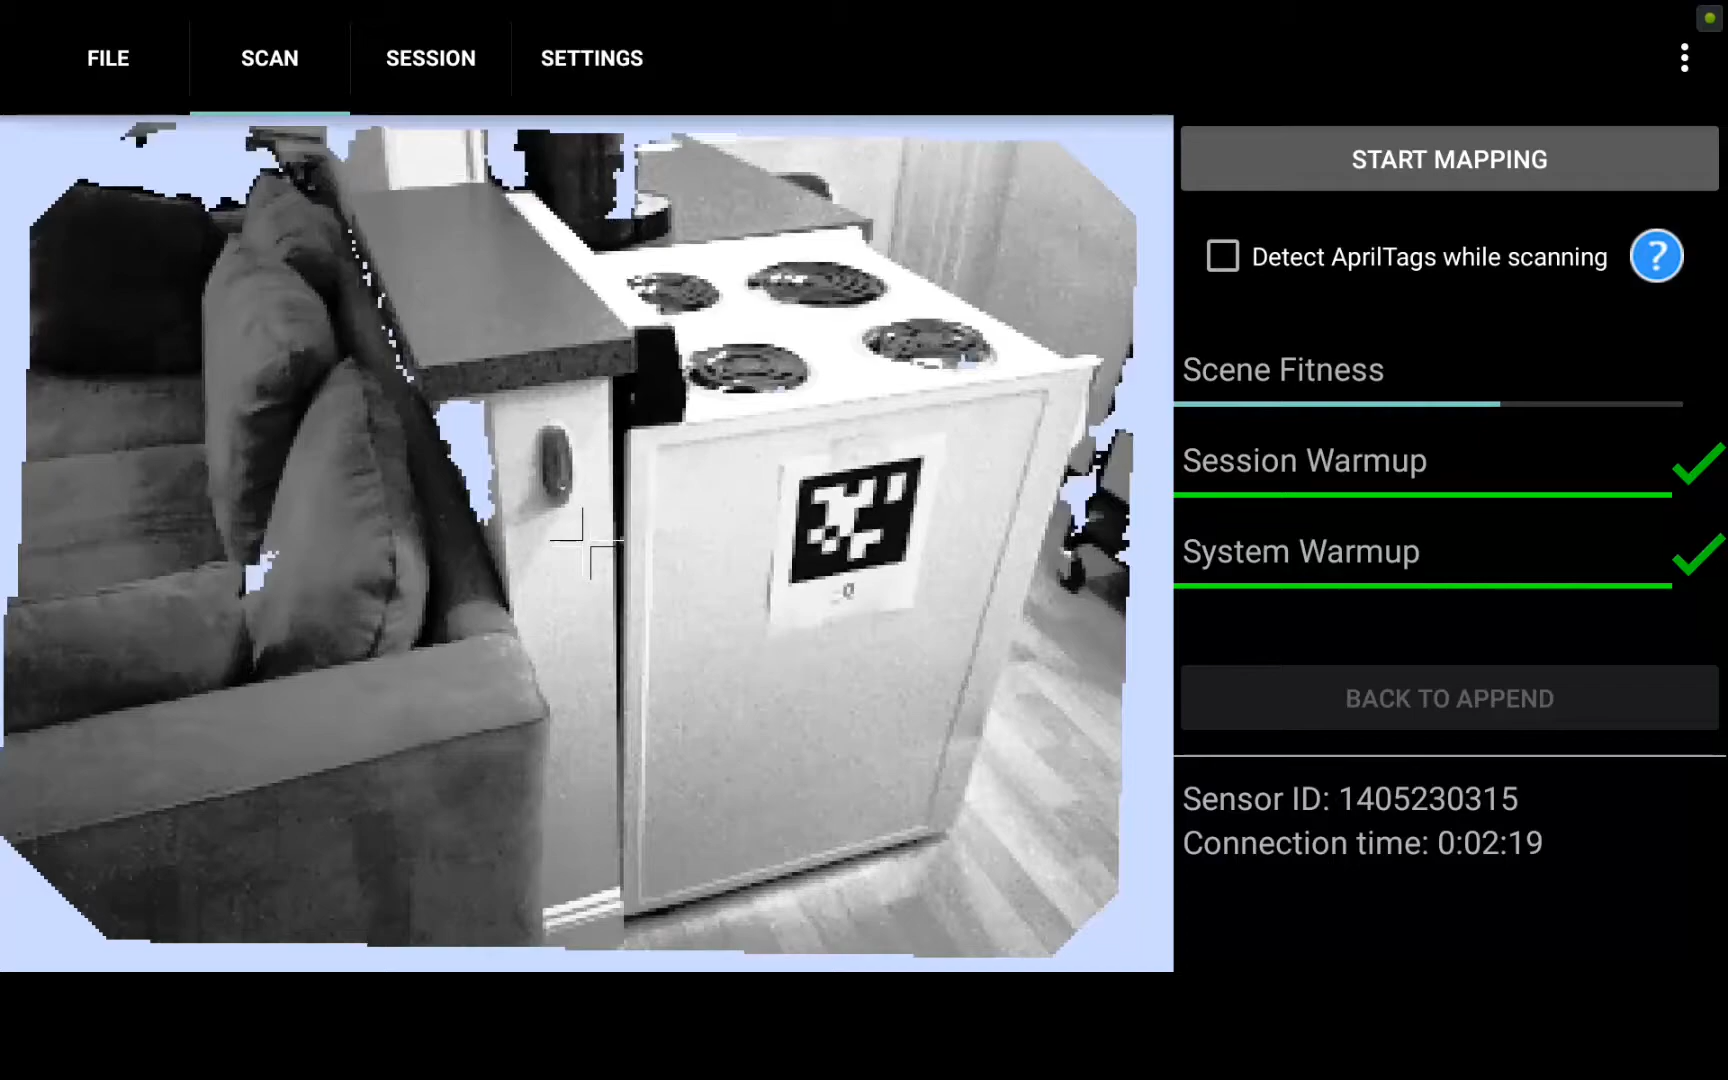 FILE
SCAN
SESSION
SETTINGS
START MAPPING
Detect AprilTags while scanning
?
Scene Fitness
Session Warmup
System Warmup
BACK TO APPEND
Sensor ID: 1405230315
Connection time: 0:02:19